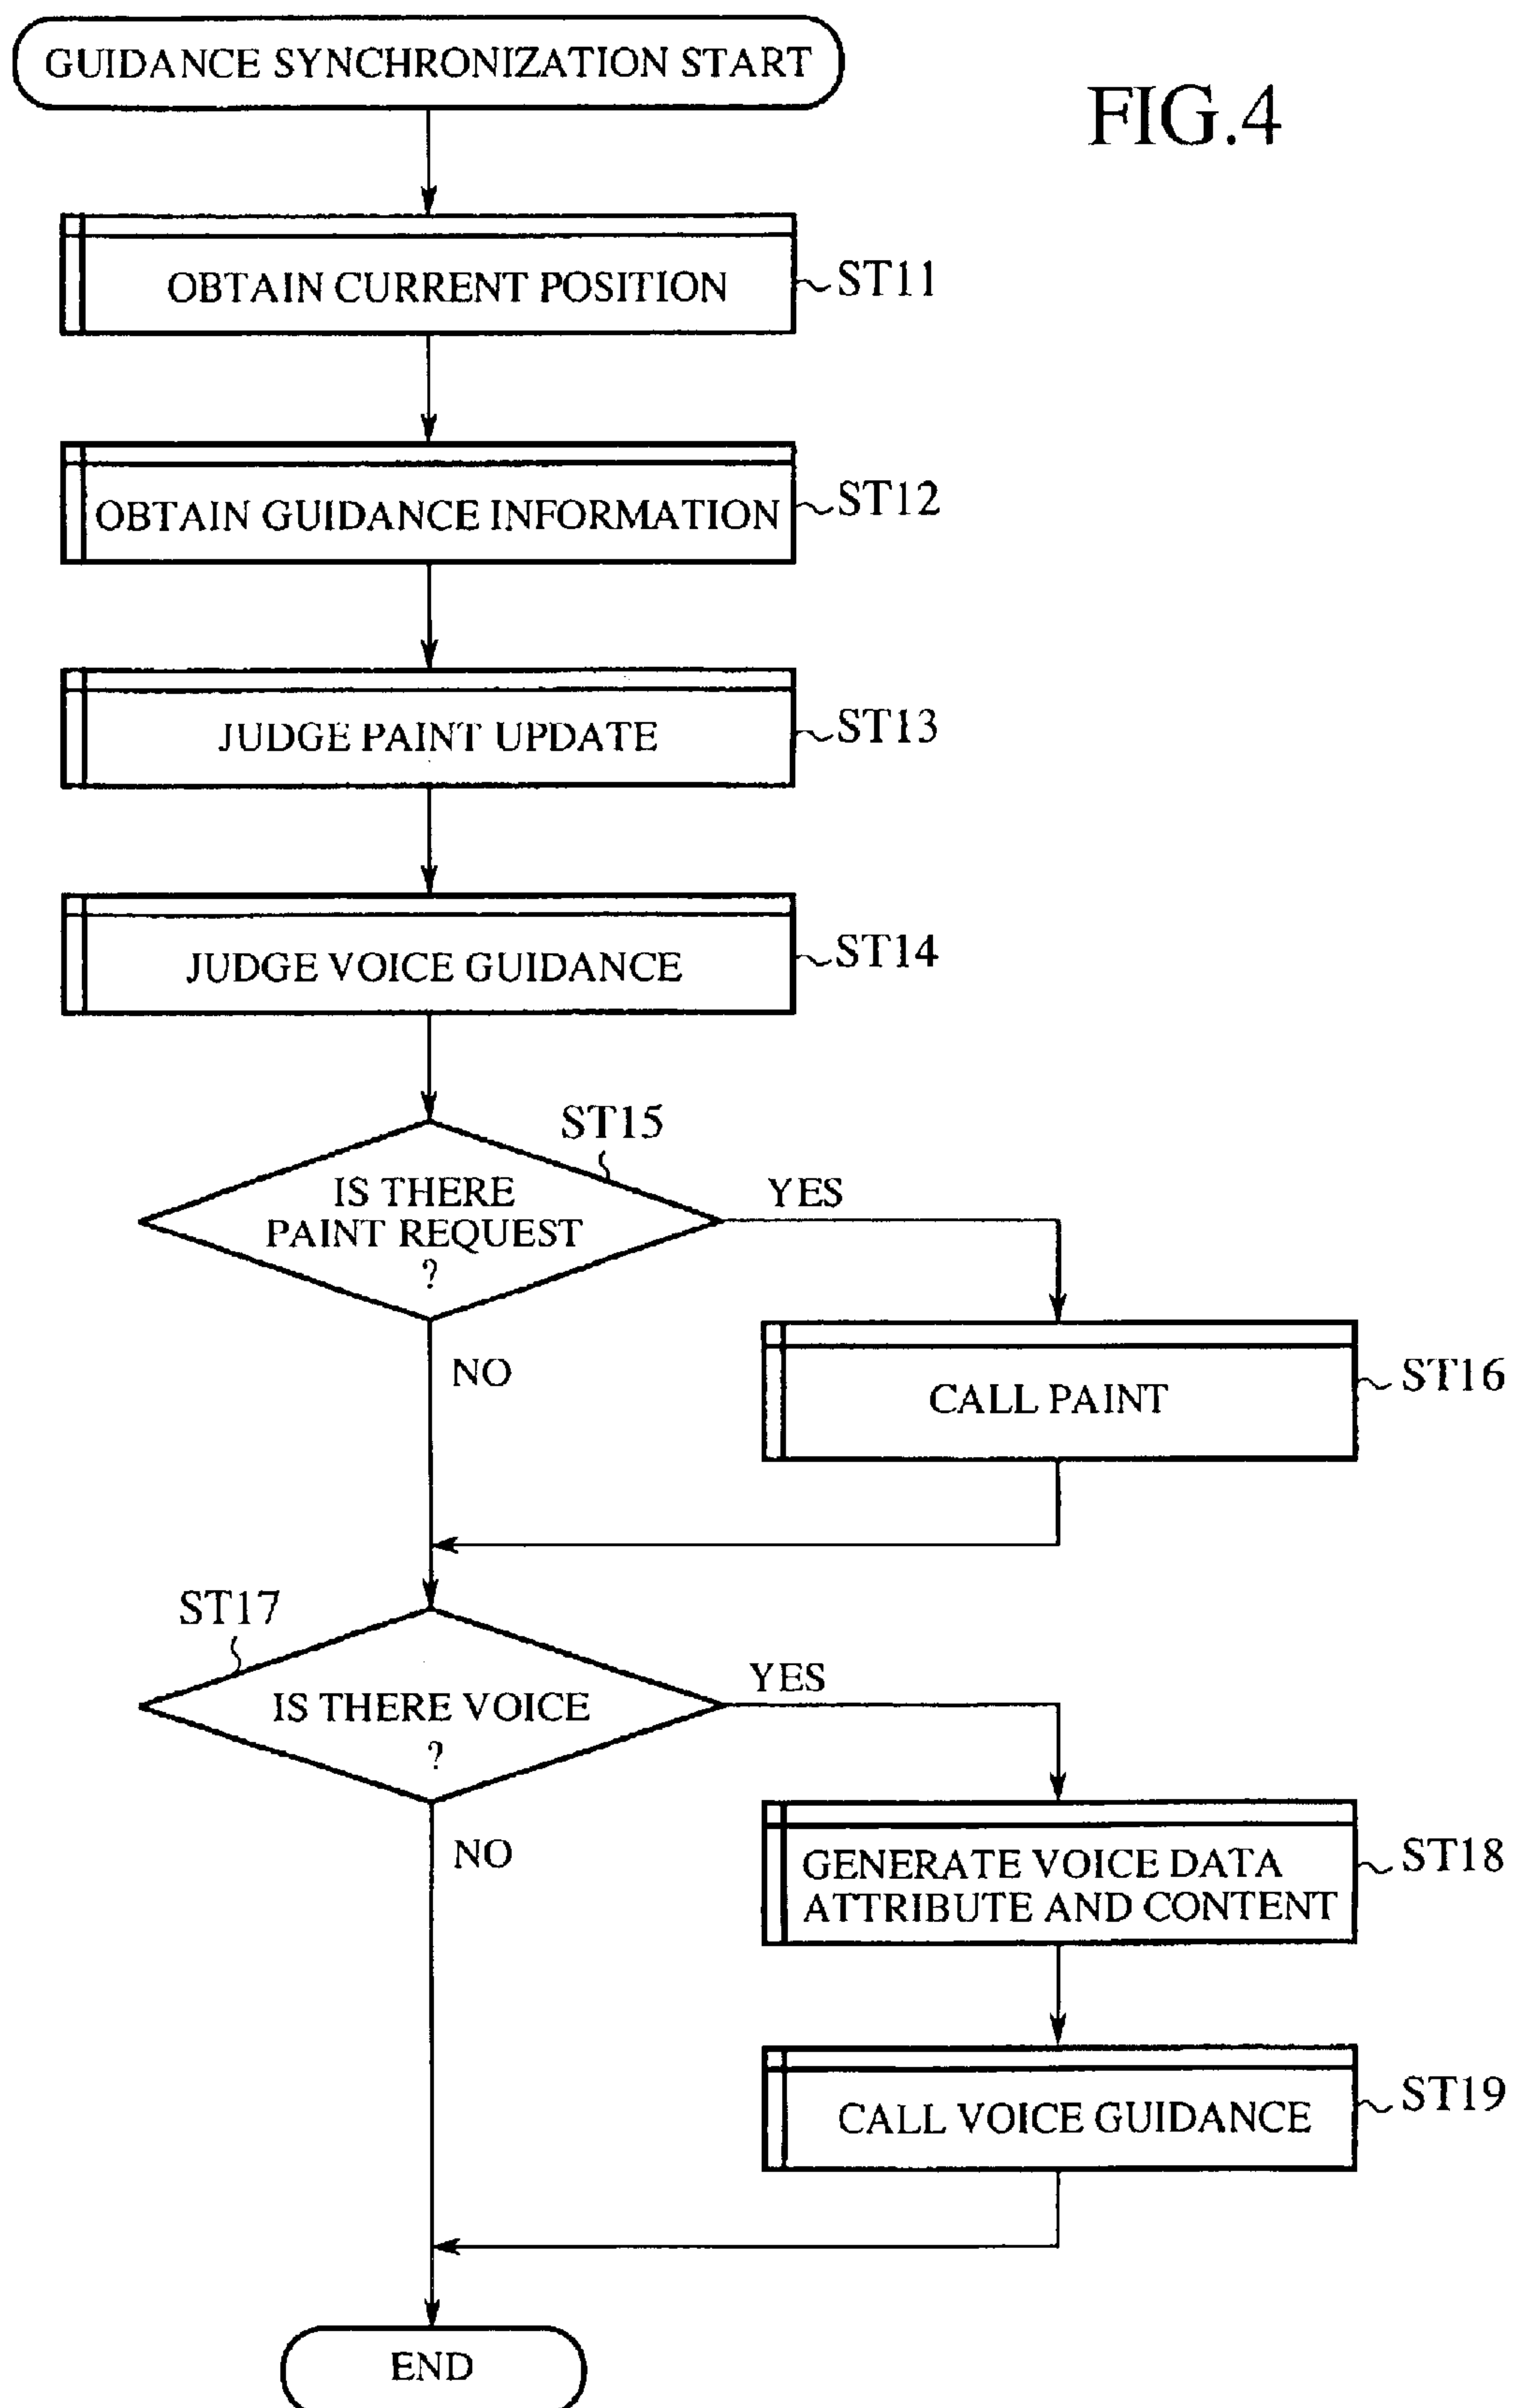 GUIDANCE SYNCHRONIZATION START
FIG.4
OBTAIN CURRENT POSITION
ST11
OBTAIN GUIDANCE INFORMATION
ST12
JUDGE PAINT UPDATE
ST13
JUDGE VOICE GUIDANCE
ST14
ST15
IS THERE
PAINT REQUEST
?
YES
NO
CALL PAINT
ST16
ST17
IS THERE VOICE
?
YES
NO
GENERATE VOICE DATA
ATTRIBUTE AND CONTENT
ST18
CALL VOICE GUIDANCE
ST19
END